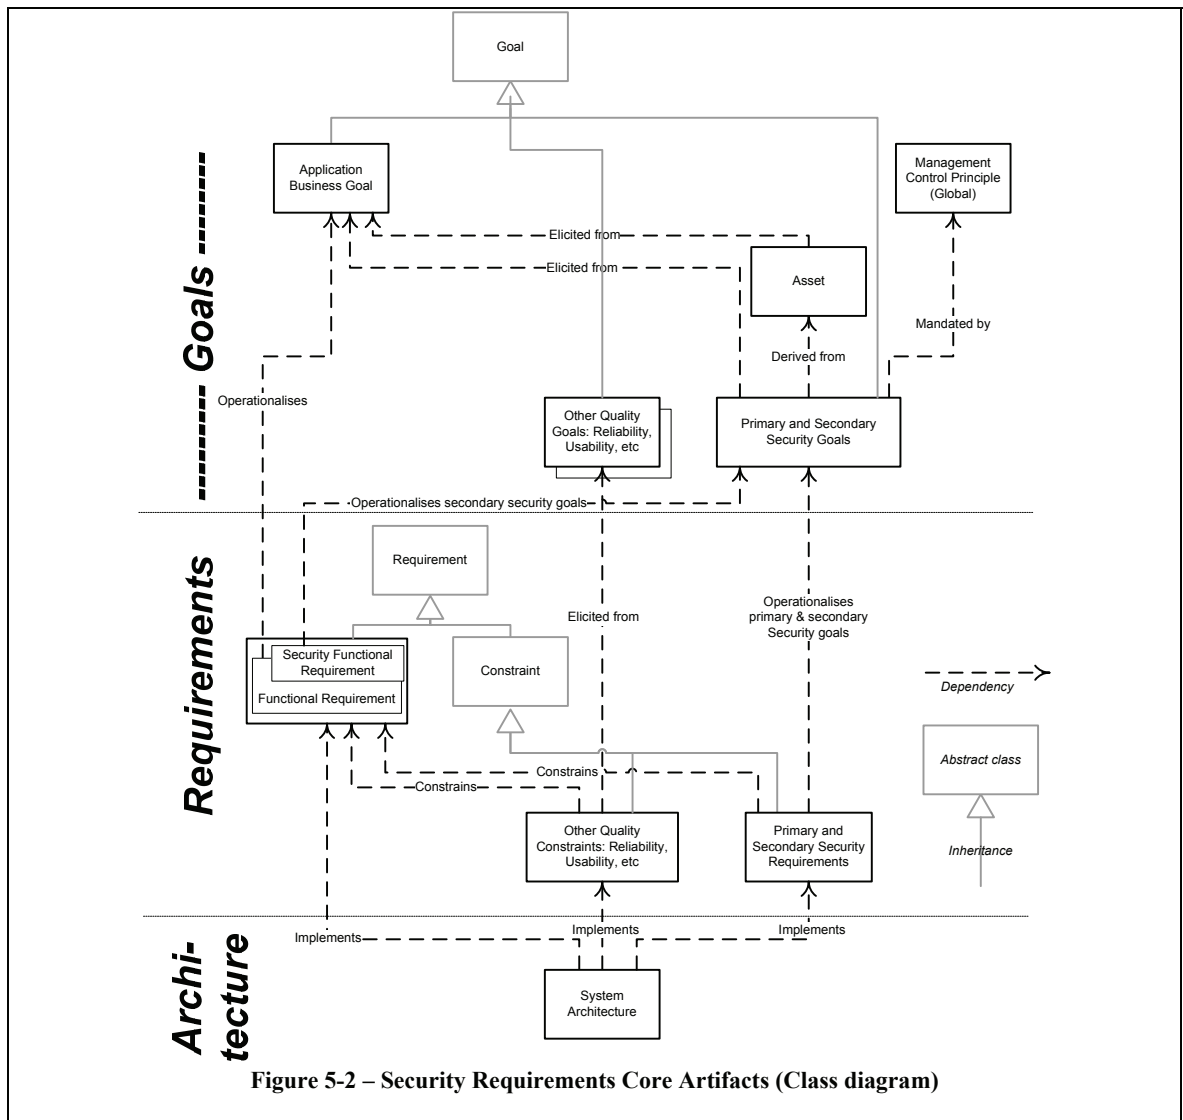 Goal
Application
Business Goal
Management
Control Principle
(Global)
Elicited from
Elicited from
Asset
Mandated by
Derived from
Goals
Operationalises
Other Quality
Goals: Reliability,
Usability, etc
Primary and Secondary
Security Goals
Operationalises secondary security goals
Requirement
Requirements
Elicited from
Operationalises
primary & secondary
Security goals
Security Functional
Requirement
Functional Requirement
Constraint
Dependency
Abstract class
Inheritance
Constrains
Constrains
Other Quality
Constraints: Reliability,
Usability, etc
Primary and
Secondary Security
Requirements
Archi-
tecture
Implements
Implements
Implements
System
Architecture
Figure 5-2 – Security Requirements Core Artifacts (Class diagram)